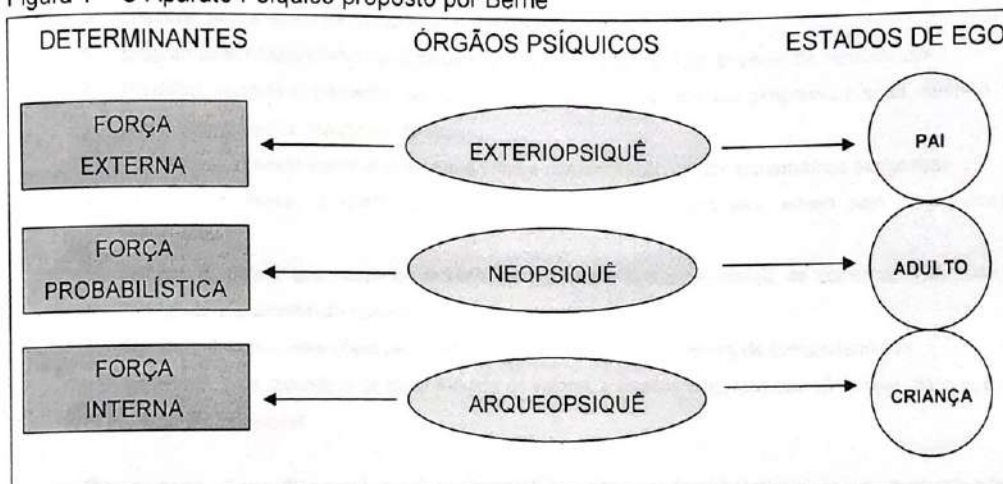 Figura 1 – O Aparato Psíquico proposto por Berne
DETERMINANTES
ÓRGÃOS PSÍQUICOS
ESTADOS DE EGO
FORÇA
EXTERNA
EXTERIOPSIQUÊ
PAI
FORÇA
PROBABILÍSTICA
NEOPSIQUÊ
ADULTO
FORÇA
INTERNA
ARQUEOPSIQUÊ
CRIANÇA